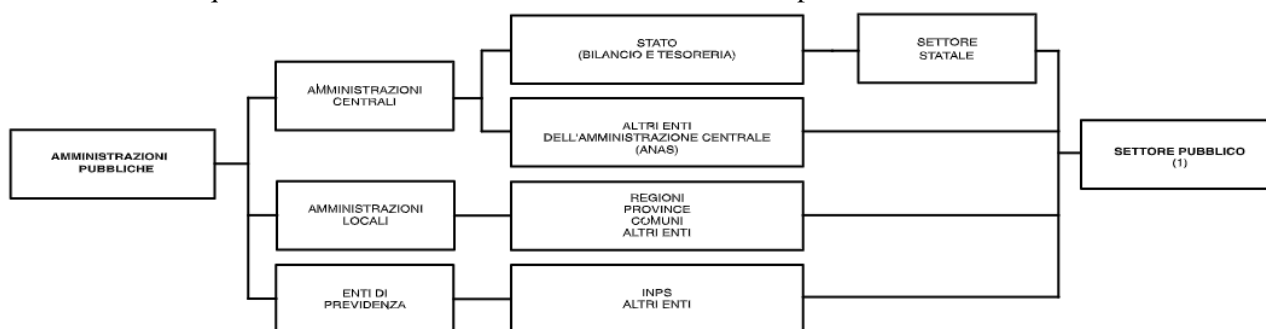 AMMINISTRAZIONI
PUBBLICHE
AMMINISTRAZIONI
CENTRALI
AMMINISTRAZIONI
LOCALI
ENTI DI
PREVIDENZA
STATO
(BILANCIO E TESORERIA)
ALTRI ENTI
DELL'AMMINISTRAZIONE CENTRALE
(ANAS)
REGIONI
PROVINCE
COMUNI
ALTRI ENTI
INPS
ALTRI ENTI
SETTORE
STATALE
SETTORE PUBBLICO
(1)